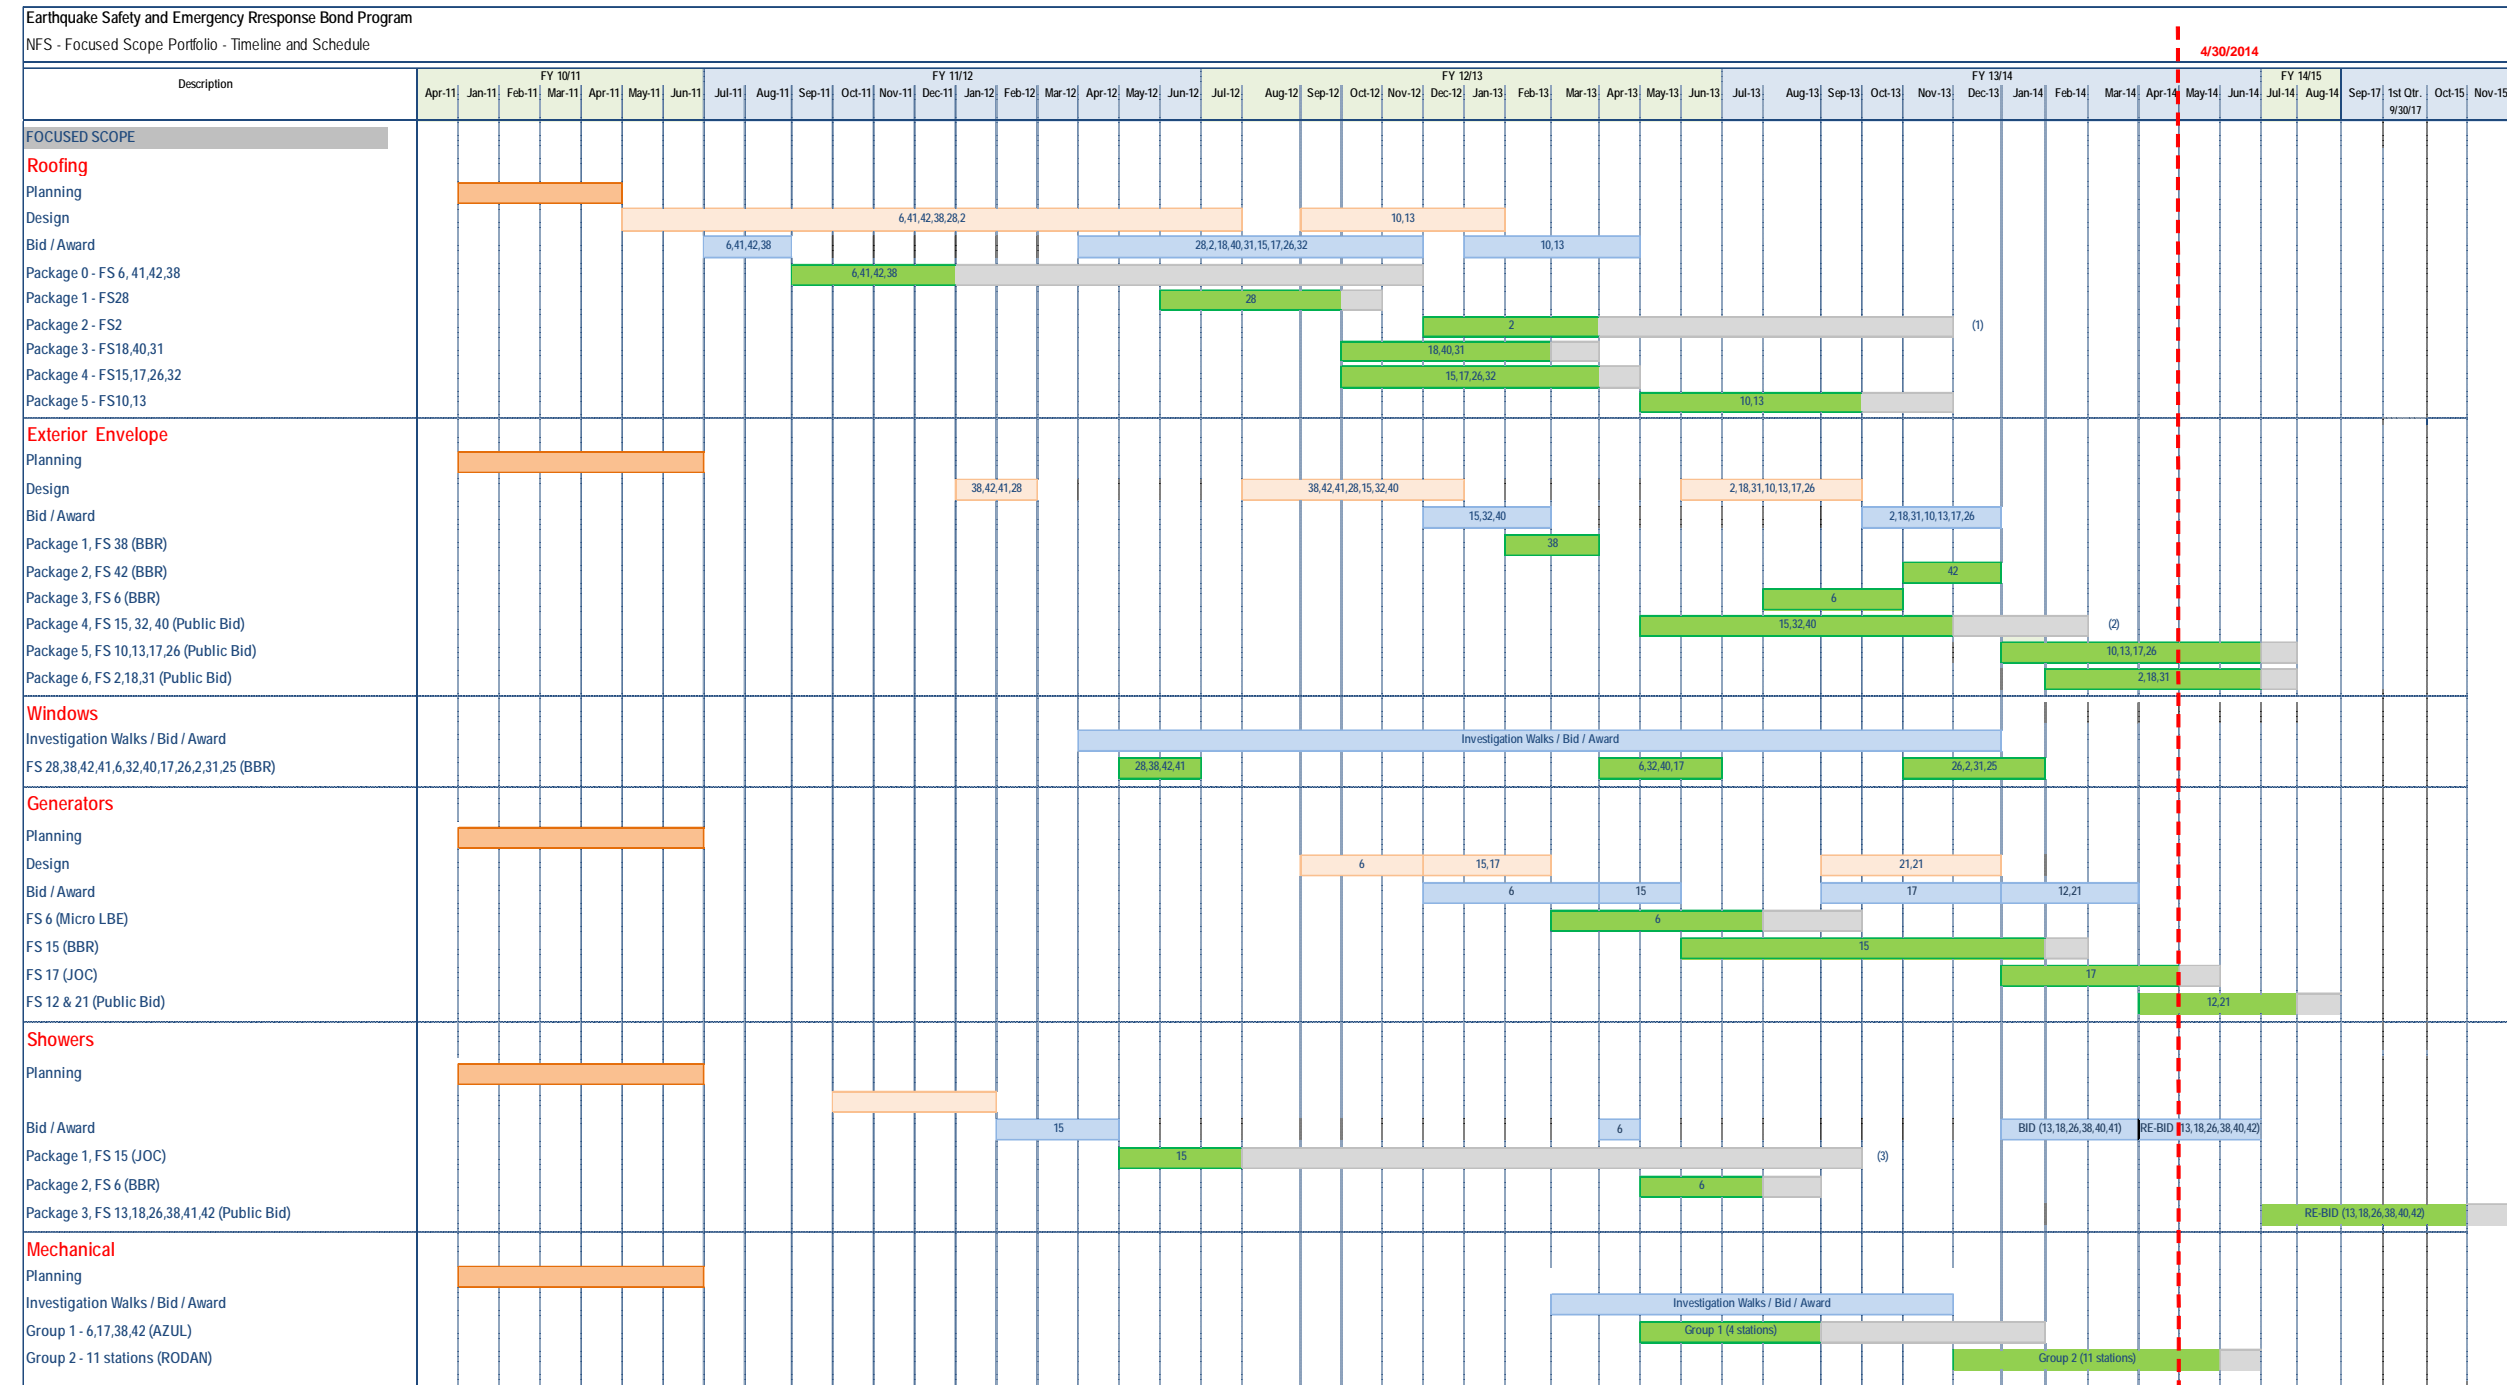 Earthquake Safety and Emergency Rresponse Bond Program
NFS - Focused Scope Portfolio - Timeline and Schedule
4/30/2014
Description
FY 10/11 FY 11/12 FY 12/13 FY 13/14 FY 14/15
Apr-11 Jan-11 Feb-11 Mar-11 Apr-11 May-11 Jun-11 Jul-11 Aug-11 Sep-11 Oct-11 Nov-11 Dec-11 Jan-12 Feb-12 Mar-12 Apr-12 May-12 Jun-12 Jul-12 Aug-12 Sep-12 Oct-12 Nov-12 Dec-12 Jan-13 Feb-13 Mar-13 Apr-13 May-13 Jun-13 Jul-13 Aug-13 Sep-13 Oct-13 Nov-13 Dec-13 Jan-14 Feb-14 Mar-14 Apr-14 May-14 Jun-14 Jul-14 Aug-14 Sep-17 1st Qtr. Oct-15 Nov-15
9/30/17
FOCUSED SCOPE
Roofing
Planning
Design 6,41,42,38,28,2 10,13
Bid / Award 6,41,42,38 28,2,18,40,31,15,17,26,32 10,13
Package 0 - FS 6, 41,42,38 6,41,42,38
Package 1 - FS28 28
Package 2 - FS2 2 (1)
Package 3 - FS18,40,31 18,40,31
Package 4 - FS15,17,26,32 15,17,26,32
Package 5 - FS10,13 10,13
Exterior Envelope
Planning
Design 38,42,41,28 38,42,41,28,15,32,40 2,18,31,10,13,17,26
Bid / Award 15,32,40 2,18,31,10,13,17,26
Package 1, FS 38 (BBR) 38
Package 2, FS 42 (BBR) 42
Package 3, FS 6 (BBR) 6
Package 4, FS 15, 32, 40 (Public Bid) 15,32,40 (2)
Package 5, FS 10,13,17,26 (Public Bid) 10,13,17,26
Package 6, FS 2,18,31 (Public Bid) 2,18,31
Windows
Investigation Walks / Bid / Award Investigation Walks / Bid / Award
FS 28,38,42,41,6,32,40,17,26,2,31,25 (BBR) 28,38,42,41 6,32,40,17 26,2,31,25
Generators
Planning
Design 6 15,17 21,21
Bid / Award 6 15 17 12,21
FS 6 (Micro LBE) 6
FS 15 (BBR) 15
FS 17 (JOC) 17
FS 12 & 21 (Public Bid) 12,21
Showers
Planning
Bid / Award 15 6 BID (13,18,26,38,40,41) RE-BID (13,18,26,38,40,42)
Package 1, FS 15 (JOC) 15 (3)
Package 2, FS 6 (BBR) 6
Package 3, FS 13,18,26,38,41,42 (Public Bid) RE-BID (13,18,26,38,40,42)
Mechanical
Planning
Investigation Walks / Bid / Award Investigation Walks / Bid / Award
Group 1 - 6,17,38,42 (AZUL) Group 1 (4 stations)
Group 2 - 11 stations (RODAN) Group 2 (11 stations)